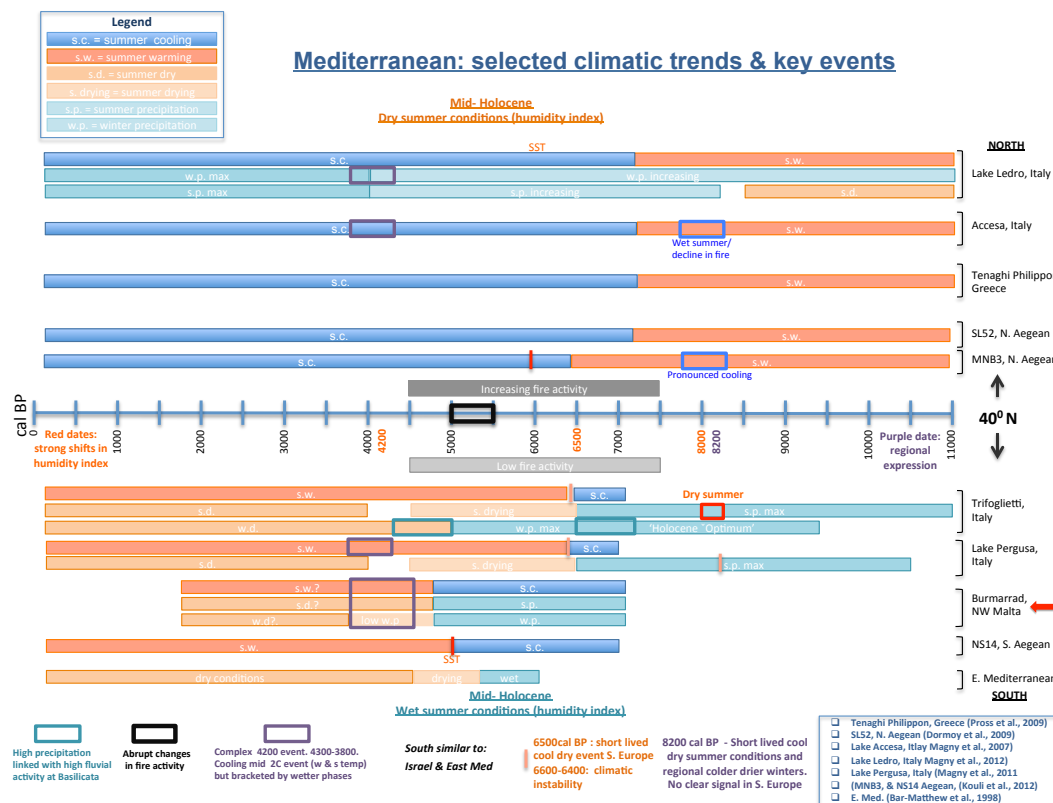 Legend
s.c. = summer cooling
s.w. = summer warming
s.d. = summer dry
s. drying = summer drying
s.p. = summer precipitation
w.p. = winter precipitation
Mediterranean: selected climatic trends & key events
Mid- Holocene
Dry summer conditions (humidity index)
SST
NORTH
s.c.
s.w.
w.p. max
w.p. increasing
Lake Ledro, Italy
s.p. max
s.p. increasing
s.d.
s.c.
s.w.
Accesa, Italy
Wet summer/
decline in fire
s.c.
s.w.
Tenaghi Philippo
Greece
s.c.
s.w.
SL52, N. Aegean
s.c.
s.w.
MNB3, N. Aegean
Pronounced cooling
Increasing fire activity
cal BP
40⁰ N
0
1000
2000
3000
4000
4200
5000
6000
6500
7000
8000
8200
9000
10000
11000
Red dates:
strong shifts in
humidity index
Purple date:
regional
expression
Low fire activity
s.w.
s.c.
Dry summer
s.d.
s. drying
s.p. max
Trifoglietti,
Italy
w.d.
w.p. max
'Holocene Optimum'
s.w.
s.c.
Lake Pergusa,
Italy
s.d.
s. drying
s.p. max
s.w.?
s.c.
s.d.?
s.p.
Burmarrad,
NW Malta
w.d?.
low w.p
w.p.
s.w.
s.c.
NS14, S. Aegean
SST
dry conditions
drying
wet
E. Mediterranean
SOUTH
Mid- Holocene
Wet summer conditions (humidity index)
High precipitation
linked with high fluvial
activity at Basilicata
Abrupt changes
in fire activity
Complex 4200 event. 4300-3800.
Cooling mid 2C event (w & s temp)
but bracketed by wetter phases
South similar to:
Israel & East Med
6500cal BP : short lived
cool dry event S. Europe
6600-6400: climatic
instability
8200 cal BP - Short lived cool
dry summer conditions and
regional colder drier winters.
No clear signal in S. Europe
Tenaghi Philippon, Greece (Pross et al., 2009)
SL52, N. Aegean (Dormoy et al., 2009)
Lake Accesa, Italy Magny et al., 2007)
Lake Ledro, Italy Magny et al., 2012)
Lake Pergusa, Italy (Magny et al., 2011
(MNB3, & NS14 Aegean, (Kouli et al., 2012)
E. Med. (Bar-Matthew et al., 1998)